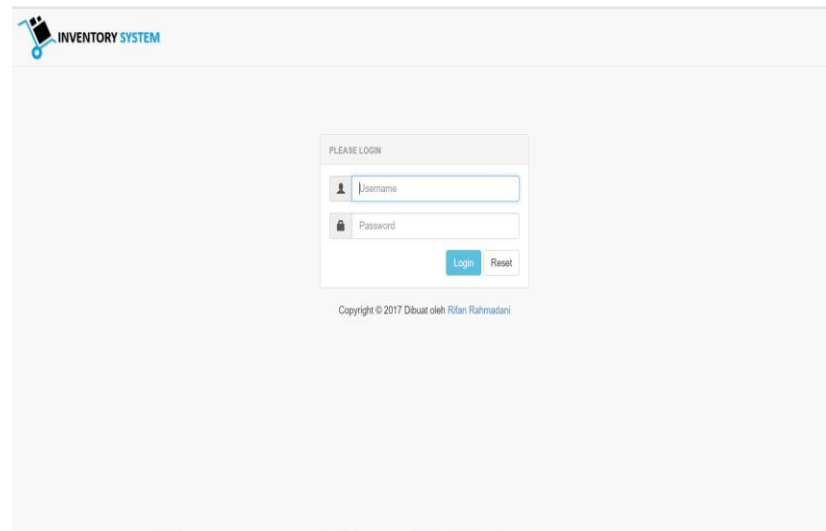 INVENTORY SYSTEM
PLEASE LOGIN
Username
Password
Login Reset
Copyright © 2017 Dibuat oleh Rifan Rahmadani